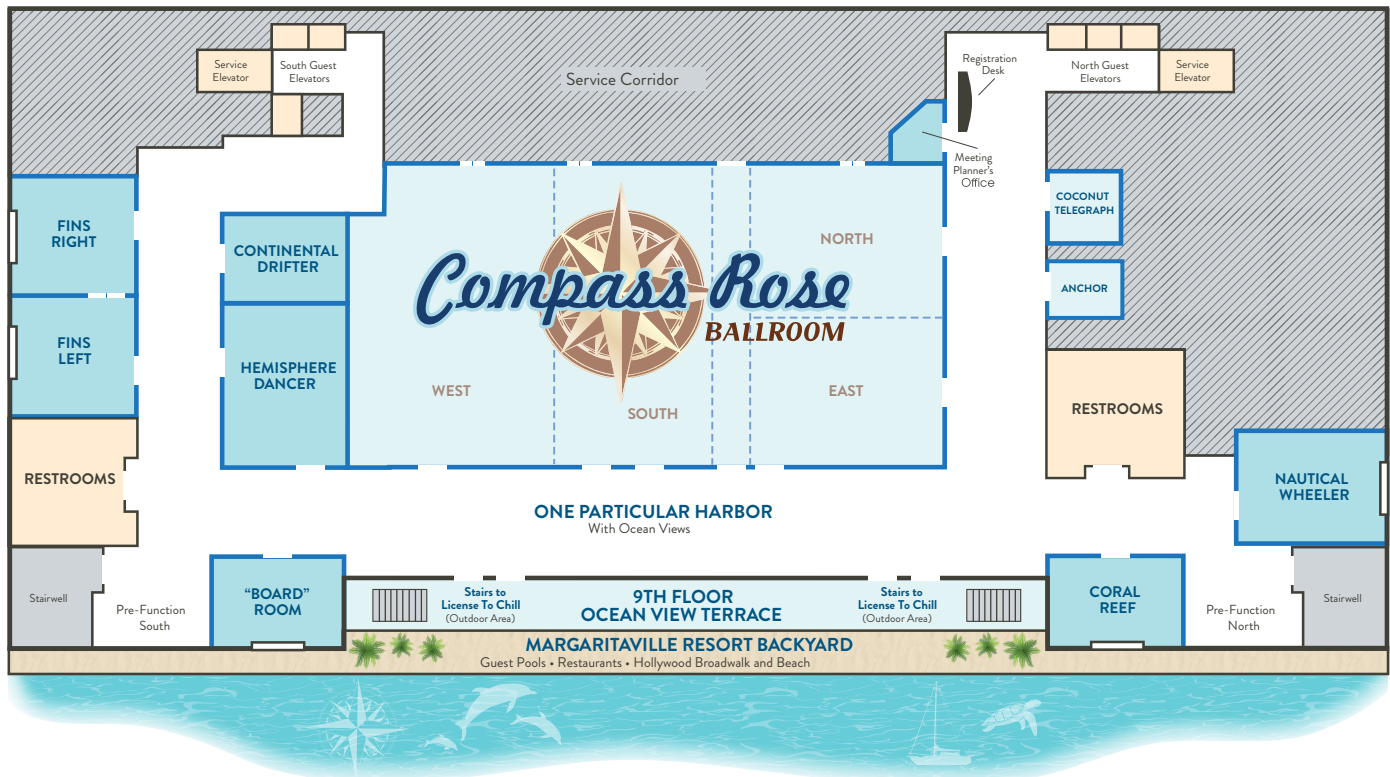 Service Corridor
Service
Elevator
South Guest
Elevators
Registration
Desk
North Guest
Elevators
Service
Elevator
Meeting
Planner's
Office
FINS
RIGHT
CONTINENTAL
DRIFTER
NORTH
COCONUT
TELEGRAPH
Compass Rose
BALLROOM
ANCHOR
FINS
LEFT
HEMISPHERE
DANCER
WEST
SOUTH
EAST
RESTROOMS
RESTROOMS
NAUTICAL
WHEELER
ONE PARTICULAR HARBOR
With Ocean Views
Stairwell
Pre-Function
South
"BOARD"
ROOM
Stairs to
License To Chill
(Outdoor Area)
9TH FLOOR
OCEAN VIEW TERRACE
Stairs to
License To Chill
(Outdoor Area)
CORAL
REEF
Pre-Function
North
Stairwell
MARGARITAVILLE RESORT BACKYARD
Guest Pools • Restaurants • Hollywood Broadwalk and Beach